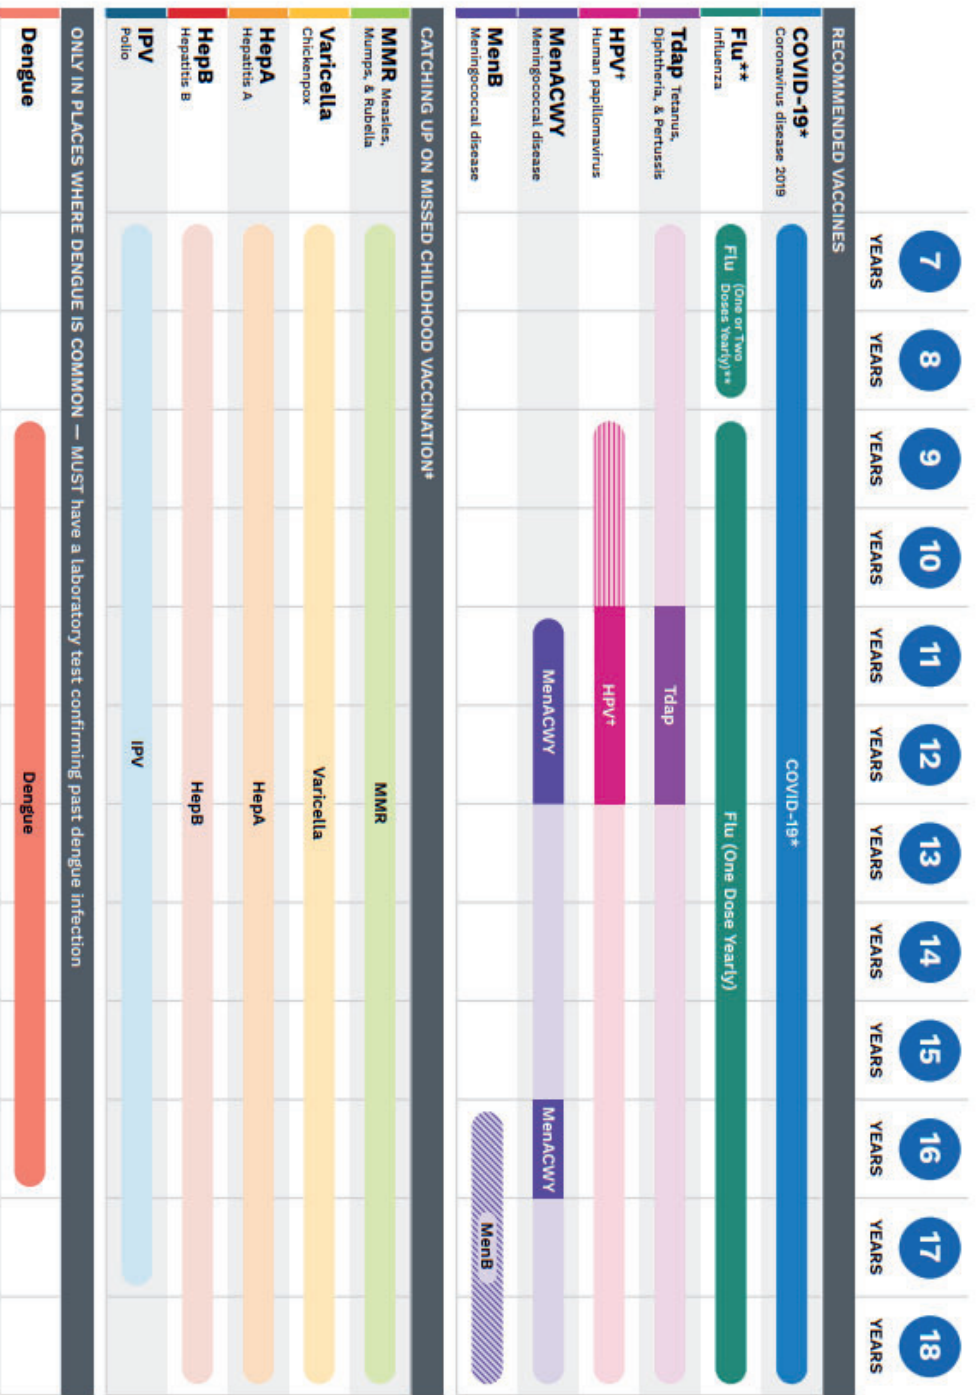 7 YEARS
8 YEARS
9 YEARS
10 YEARS
11 YEARS
12 YEARS
13 YEARS
14 YEARS
15 YEARS
16 YEARS
17 YEARS
18 YEARS
RECOMMENDED VACCINES
COVID-19*
Coronavirus disease 2019
COVID-19*
Flu**
Influenza
Flu (One or Two
Doses Yearly)**
Flu (One Dose Yearly)
Tdap Tetanus,
Diphtheria, & Pertussis
Tdap
HPV†
Human papillomavirus
HPV†
MenACWY
Meningococcal disease
MenACWY
MenACWY
MenB
Meningococcal disease
MenB
CATCHING UP ON MISSED CHILDHOOD VACCINATION‡
MMR Measles,
Mumps, & Rubella
MMR
Varicella
Chickenpox
Varicella
HepA
Hepatitis A
HepA
HepB
Hepatitis B
HepB
IPV
Polio
IPV
ONLY IN PLACES WHERE DENGUE IS COMMON — MUST have a laboratory test confirming past dengue infection
Dengue
Dengue